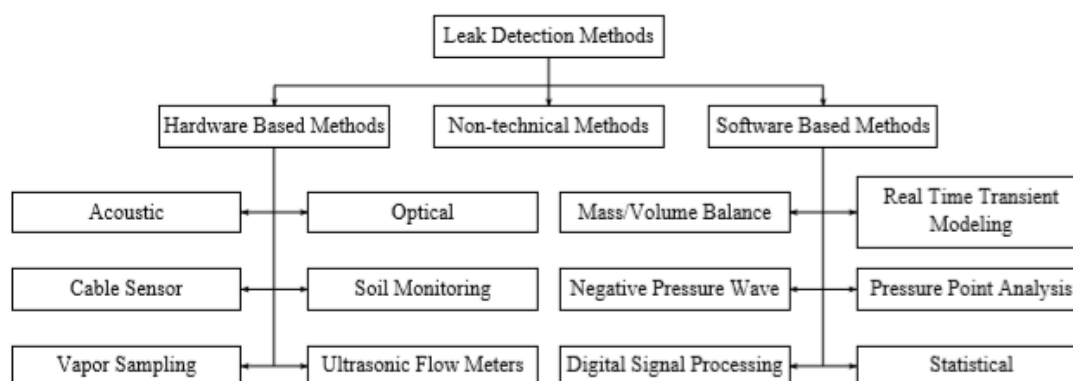 Leak Detection Methods
Hardware Based Methods
Non-technical Methods
Software Based Methods
Acoustic
Optical
Mass/Volume Balance
Real Time Transient
Modeling
Cable Sensor
Soil Monitoring
Negative Pressure Wave
Pressure Point Analysis
Vapor Sampling
Ultrasonic Flow Meters
Digital Signal Processing
Statistical